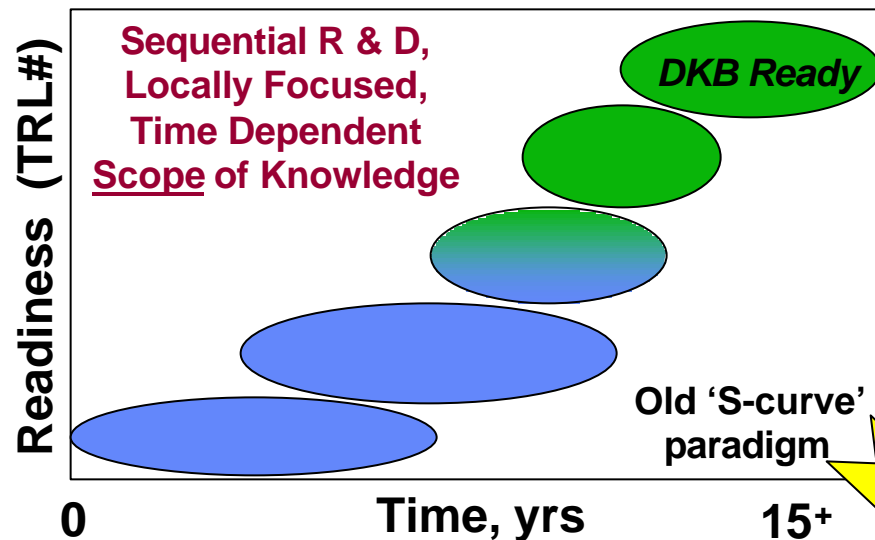 Sequential R & D,
Locally Focused,
Time Dependent
Scope of Knowledge
DKB Ready
Readiness (TRL#)
Old ‘S-curve’
paradigm
0
Time, yrs
15+